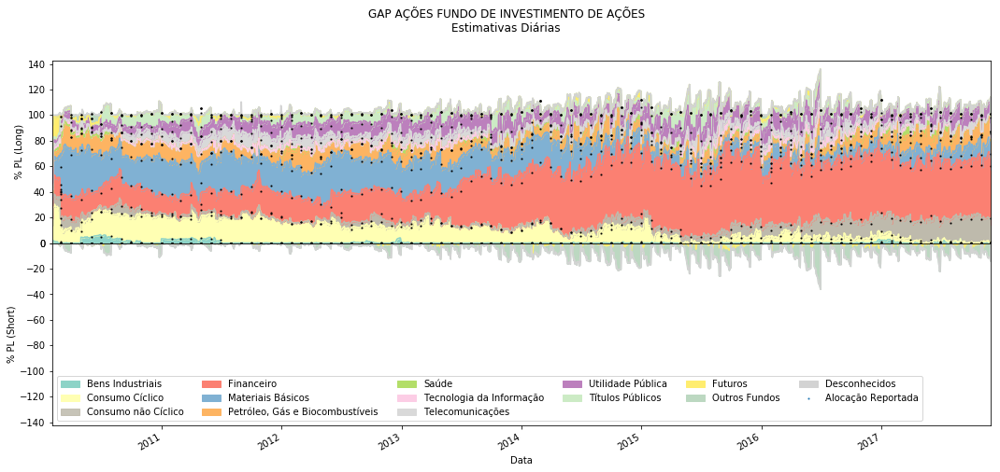 GAP AÇÕES FUNDO DE INVESTIMENTO DE AÇÕES
Estimativas Diárias
% PL (Long)
% PL (Short)
140
120
100
80
60
40
20
0
−20
−40
−60
−80
−100
−120
−140
Bens Industriais
Consumo Cíclico
Consumo não Cíclico
Financeiro
Materiais Básicos
Petróleo, Gás e Biocombustíveis
Saúde
Tecnologia da Informação
Telecomunicações
Utilidade Pública
Títulos Públicos
Futuros
Outros Fundos
Desconhecidos
Alocação Reportada
2011 2012 2013 2014 2015 2016 2017
Data